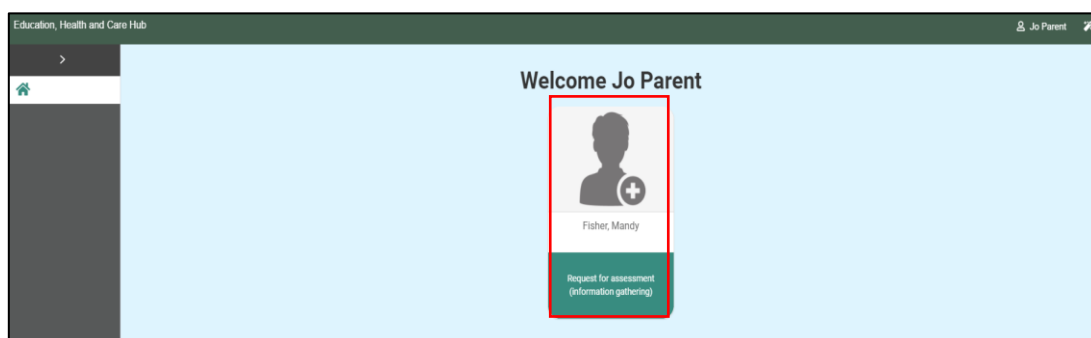 Education, Health and Care Hub
Jo Parent
Welcome Jo Parent
Fisher, Mandy
Request for assessment
(information gathering)